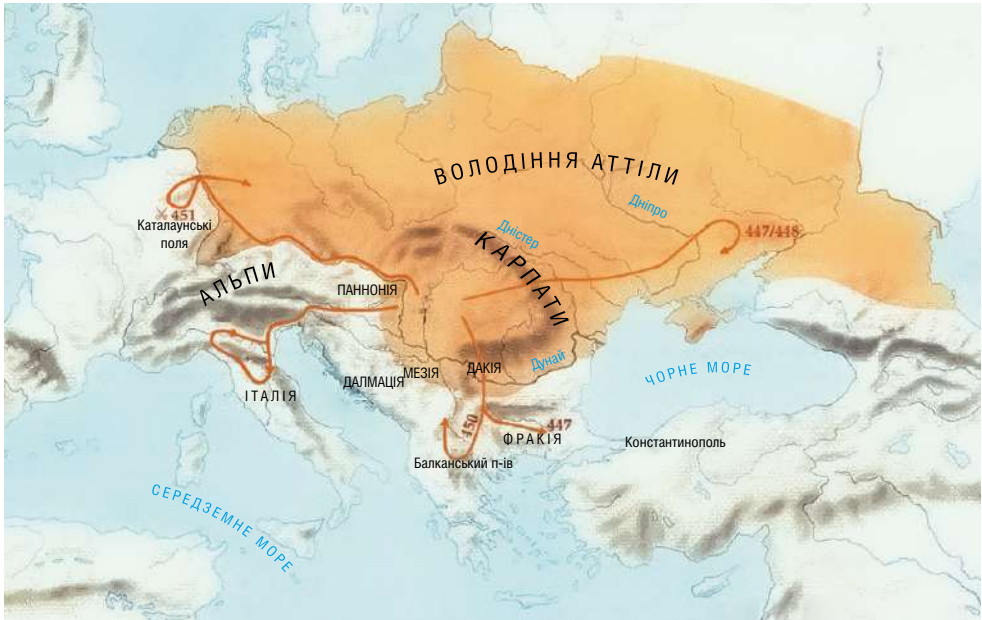 ВОЛОДІННЯ АТТІЛИ
Дніпро
451
Каталаунські
поля
Дністер
447/448
КАРПАТИ
АЛЬПИ
ПАННОНІЯ
Дунай
МЕЗІЯ
ДАКІЯ
ЧОРНЕ МОРЕ
ДАЛМАЦІЯ
ІТАЛІЯ
450
447
ФРАКІЯ
Константинополь
Балканський п-ів
СЕРЕДЗЕМНЕ МОРЕ